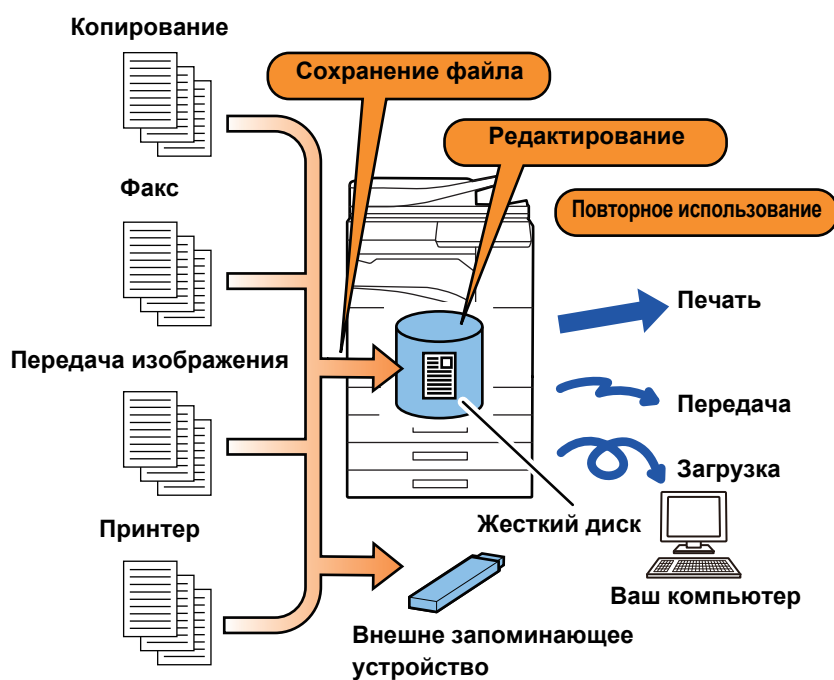 Копирование
Сохранение файла
Редактирование
Факс
Повторное использование
Печать
Передача изображения
Передача
Загрузка
Принтер
Жесткий диск
Ваш компьютер
Внешне запоминающее
устройство